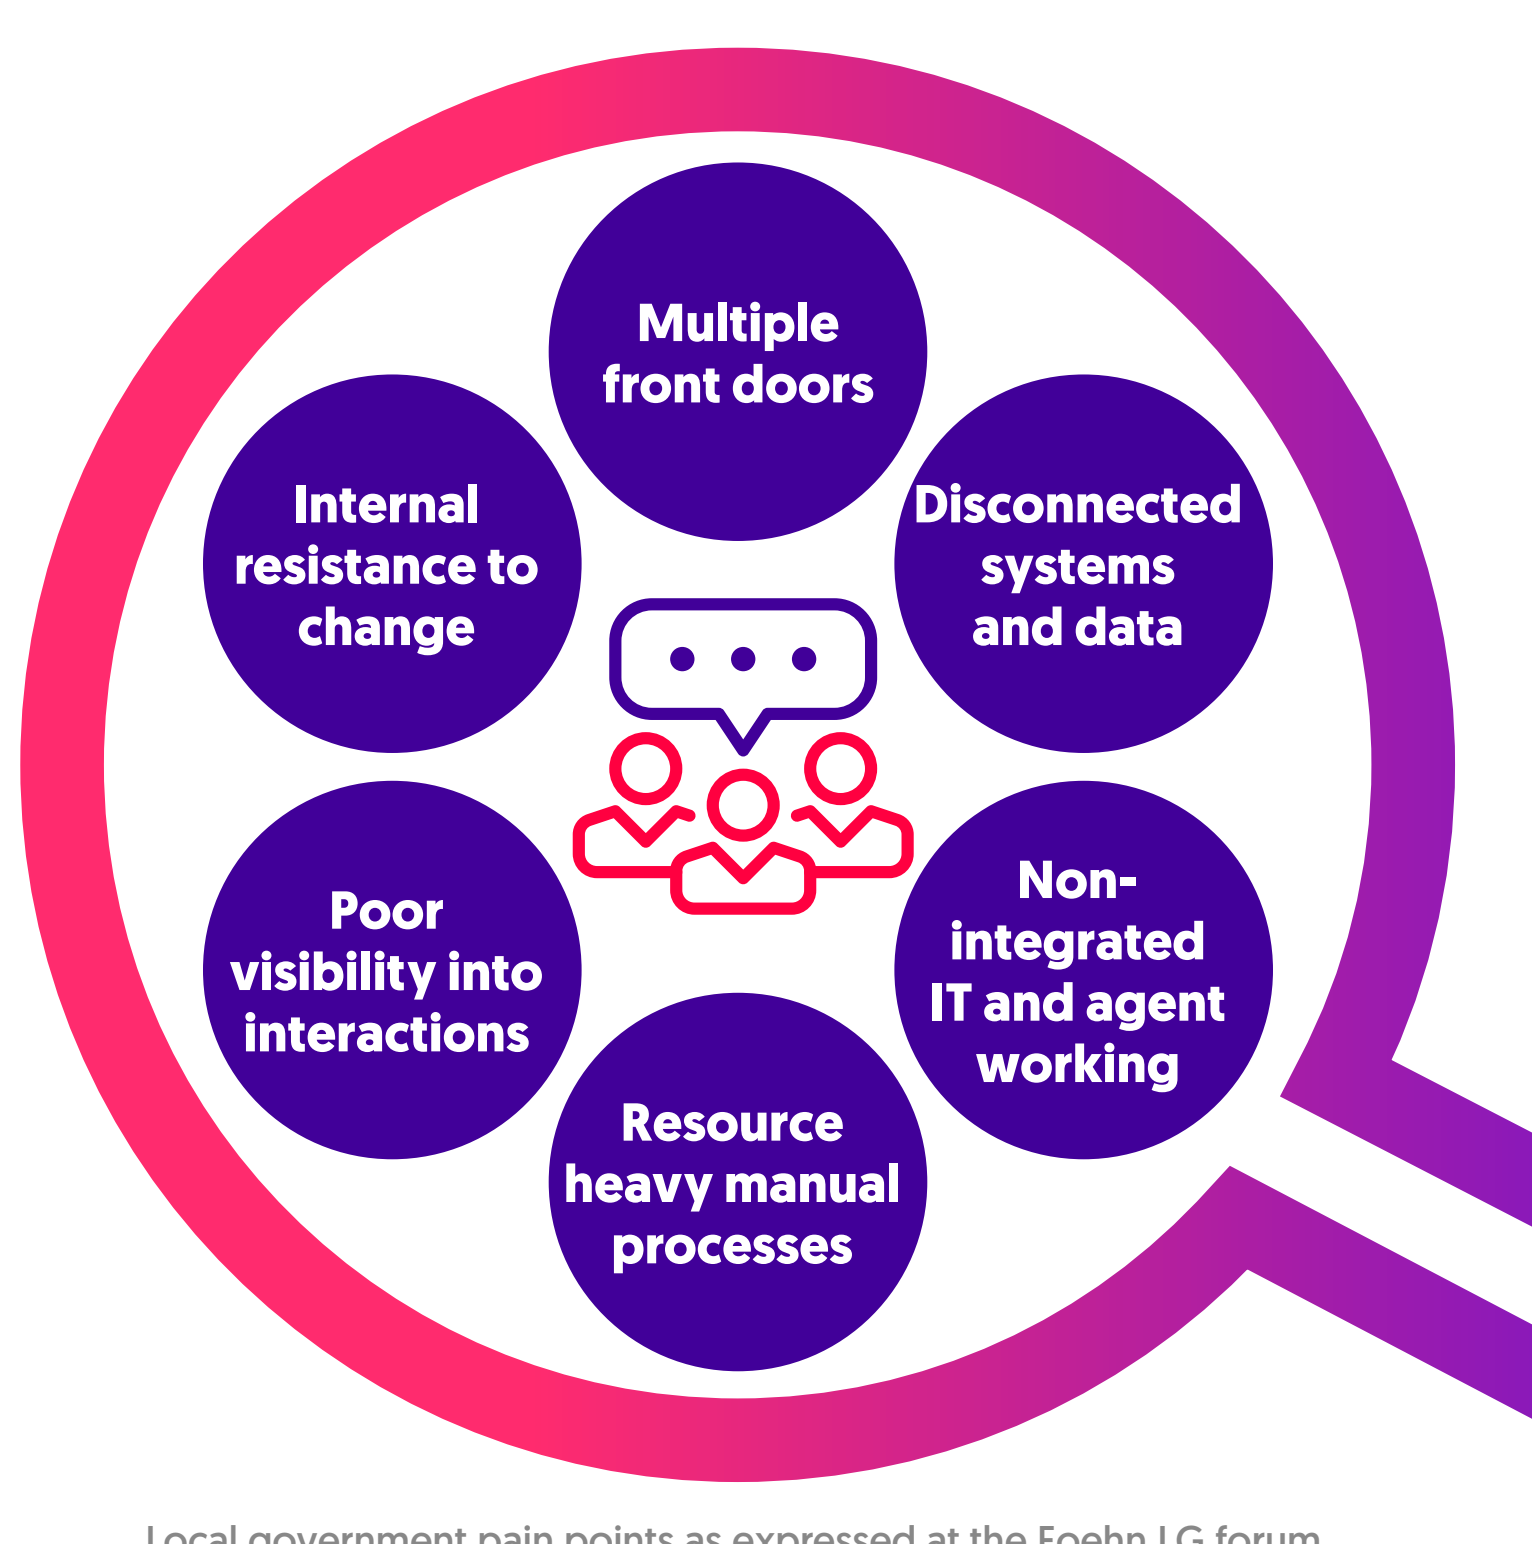 Multiple
front doors
Disconnected
systems
and data
Non-
integrated
IT and agent
working
Resource
heavy manual
processes
Poor
visibility into
interactions
Internal
resistance to
change
Local government pain points as expressed at the Foehn LG forum